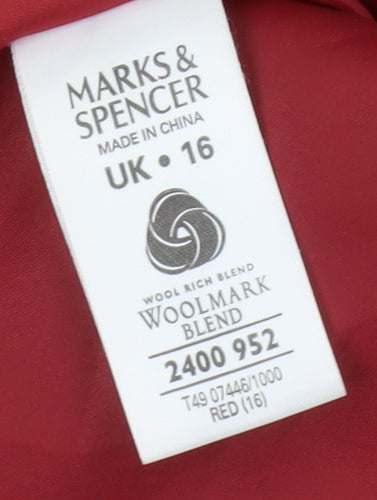 MARKS &
SPENCER
MADE IN CHINA
UK • 16
WOOL RICH BLEND
WOOLMARK
BLEND
2400 952
T49 07446/1000
RED (16)